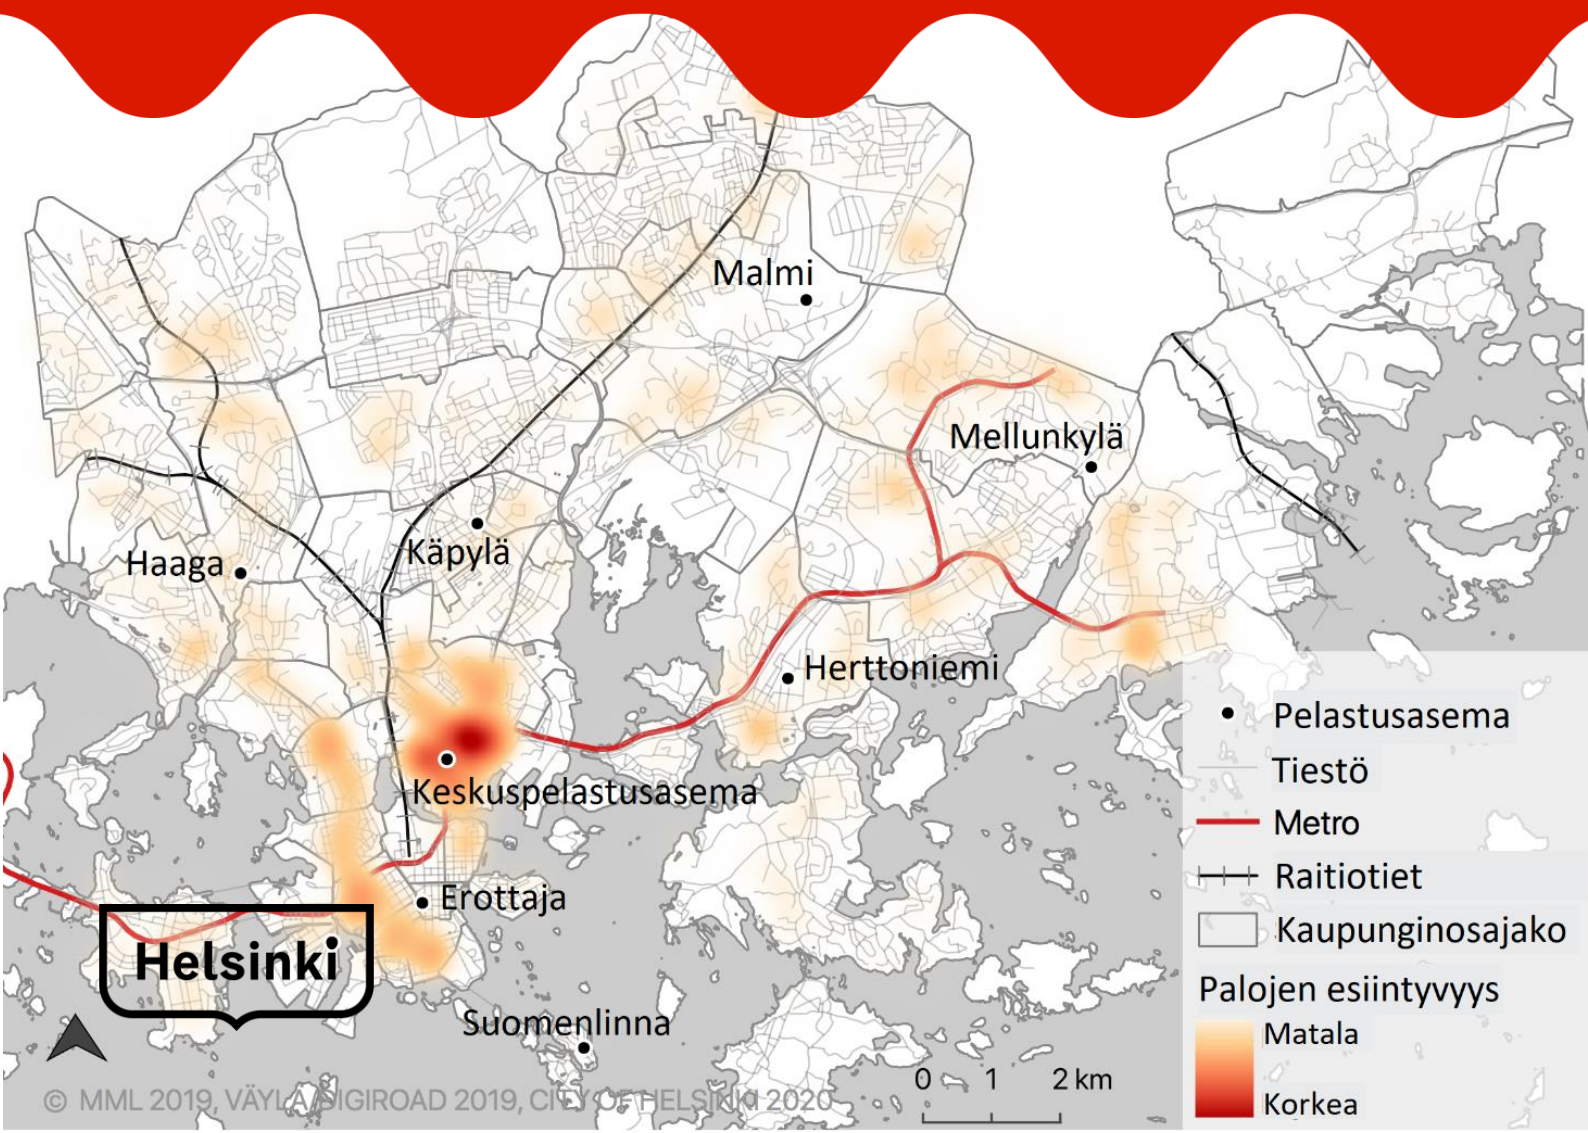 Malmi
Mellunkylä
Käpylä
Haaga
Herttoniemi
Keskuspelastusasema
Erottaja
Helsinki
Suomenlinna
Pelastusasema
Tiestö
Metro
Raitiotiet
Kaupunginosajako
Palojen esiintyvyys
Matala
Korkea
0 1 2 km
© MML 2019, VÄYLÄ/DIGIROAD 2019, CITY OF HELSINKI 2020